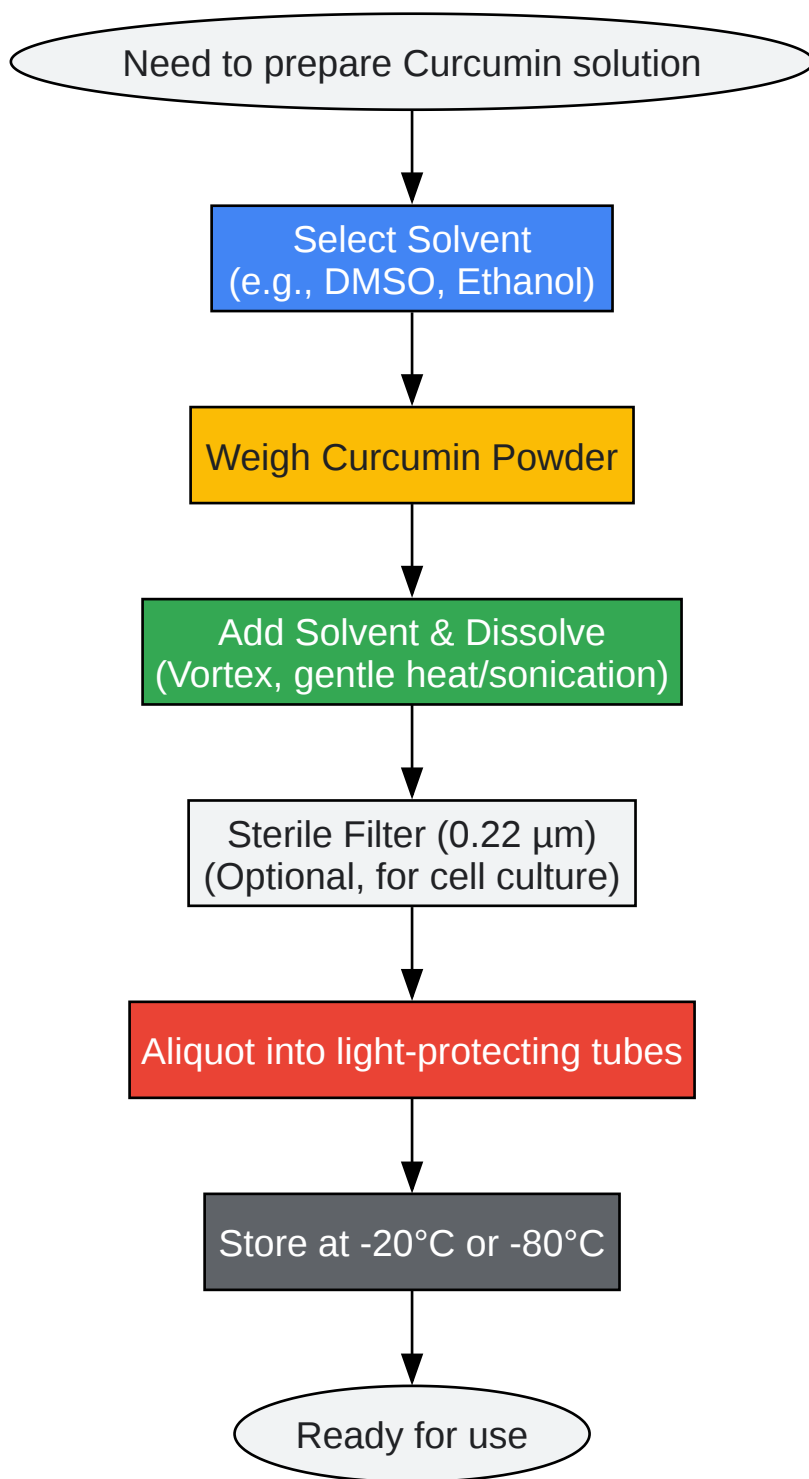 Need to prepare Curcumin solution
Select Solvent
(e.g., DMSO, Ethanol)
Weigh Curcumin Powder
Add Solvent & Dissolve
(Vortex, gentle heat/sonication)
Sterile Filter (0.22 µm)
(Optional, for cell culture)
Aliquot into light-protecting tubes
Store at -20°C or -80°C
Ready for use